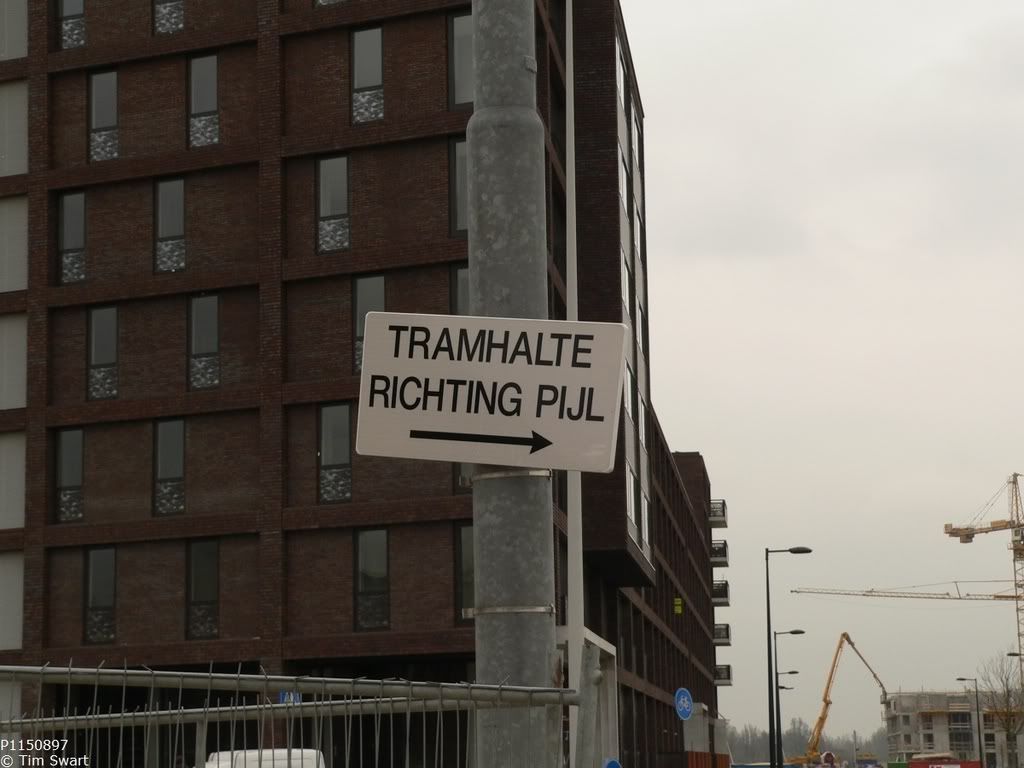 TRAMHALTE
RICHTING PIJL
P1150897
© Tim Swart